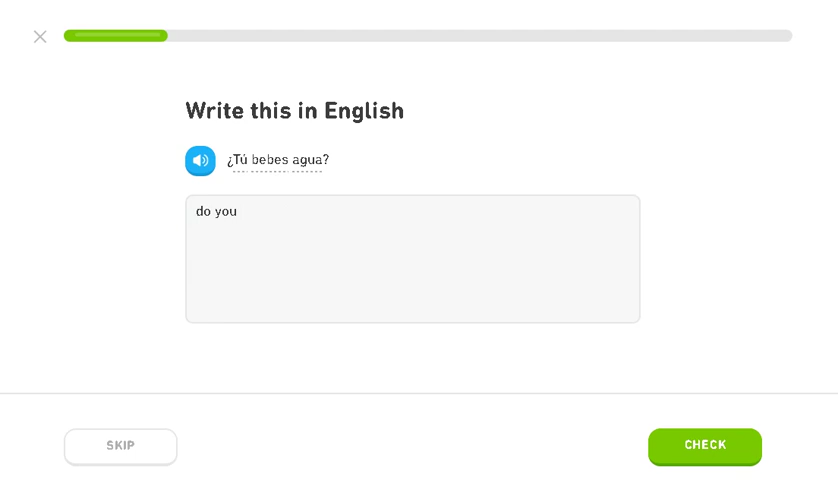 Write this in English
¿Tú bebes agua?
do you
SKIP
CHECK